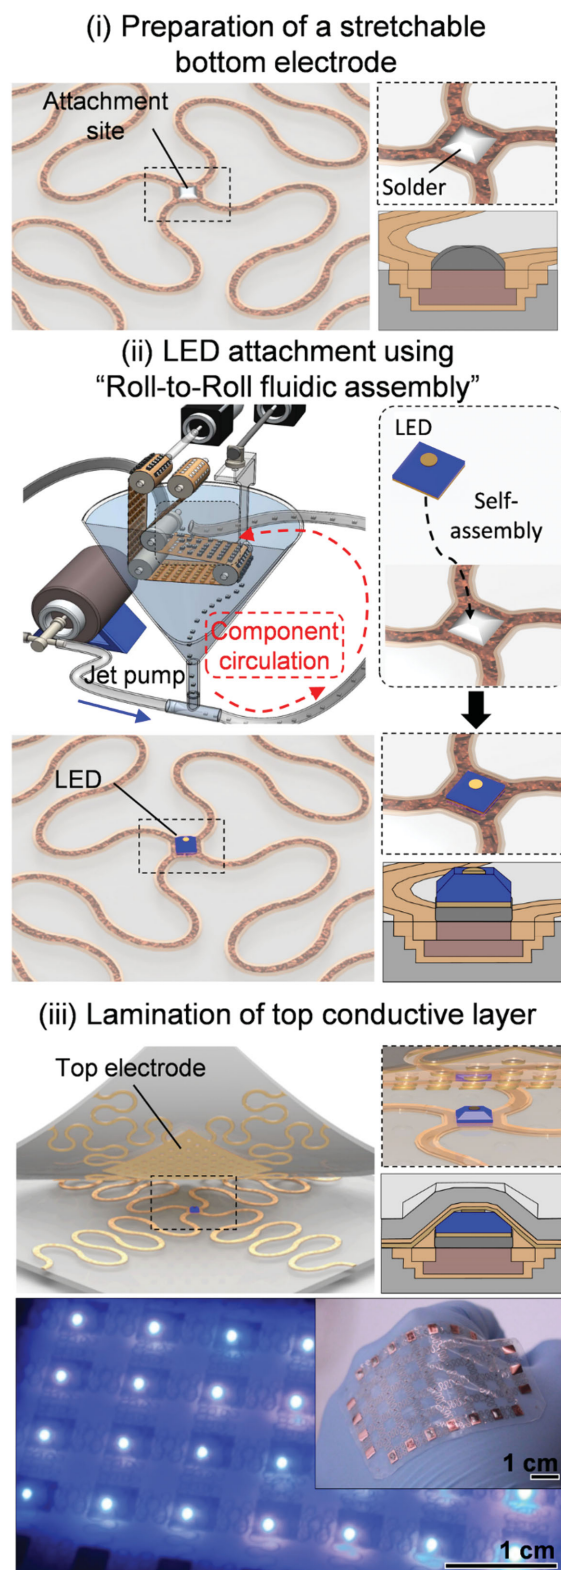 (i) Preparation of a stretchable
bottom electrode
Attachment
site
Solder
(ii) LED attachment using
“Roll-to-Roll fluidic assembly”
LED
Self-
assembly
Component
circulation
Jet pump
LED
(iii) Lamination of top conductive layer
Top electrode
1 cm
1 cm